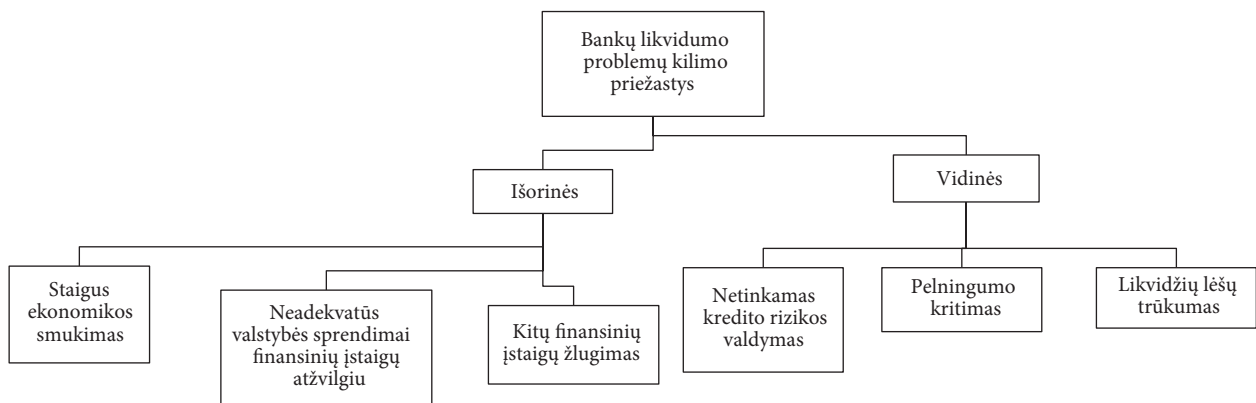 Bankų likvidumo
problemų kilimo
priežastys
Išorinės
Vidinės
Staigus
ekonomikos
smukimas
Neadekvatūs
valstybės sprendimai
finansinių įstaigų
atžvilgiu
Kitų finansinių
įstaigų žlugimas
Netinkamas
kredito rizikos
valdymas
Pelningumo
kritimas
Likvidžių lėšų
trūkumas